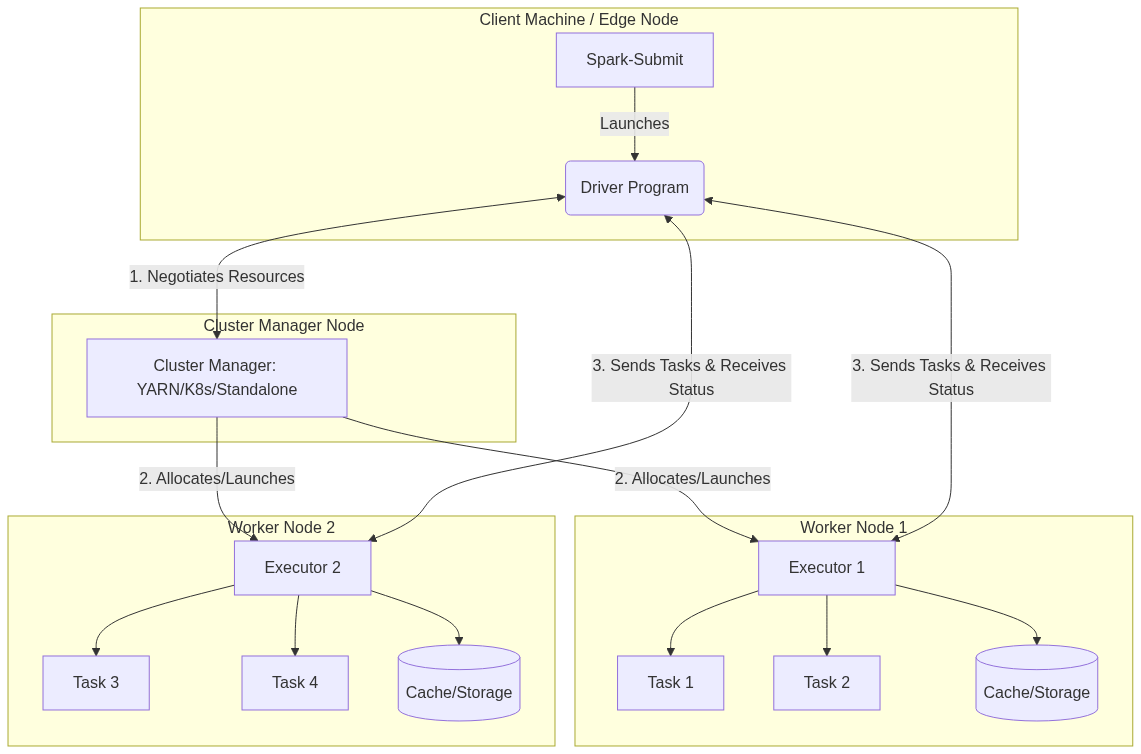 Client Machine / Edge Node
Spark-Submit
Launches
Driver Program
1. Negotiates Resources
Cluster Manager Node
Cluster Manager:
YARN/K8s/Standalone
3. Sends Tasks & Receives
Status
3. Sends Tasks & Receives
Status
2. Allocates/Launches
2. Allocates/Launches
Worker Node 2
Executor 2
Task 3
Task 4
Cache/Storage
Worker Node 1
Executor 1
Task 1
Task 2
Cache/Storage